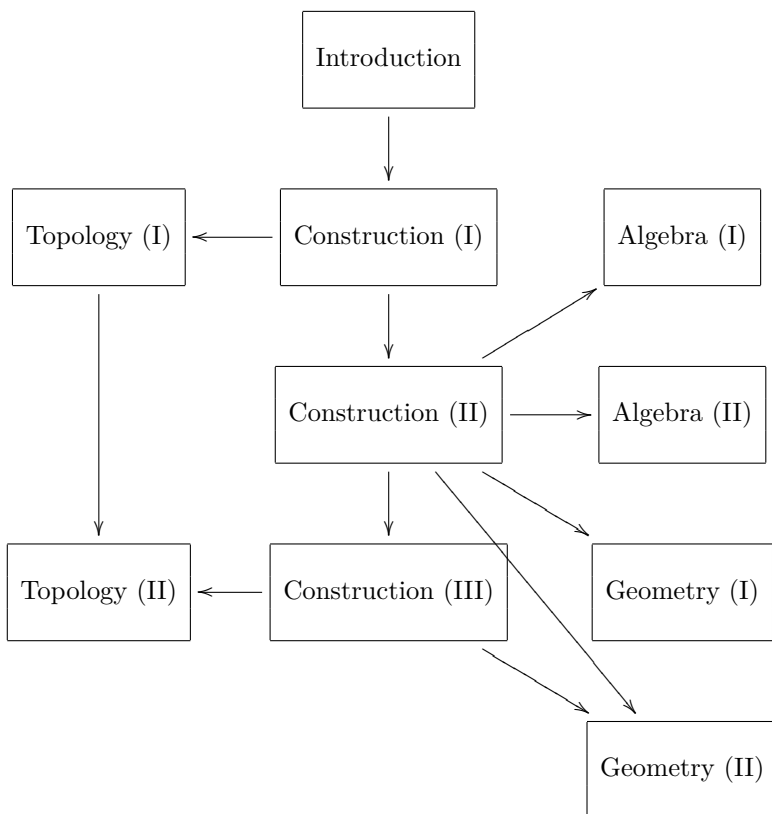 Introduction
Topology (I)
Construction (I)
Algebra (I)
Construction (II)
Algebra (II)
Topology (II)
Construction (III)
Geometry (I)
Geometry (II)